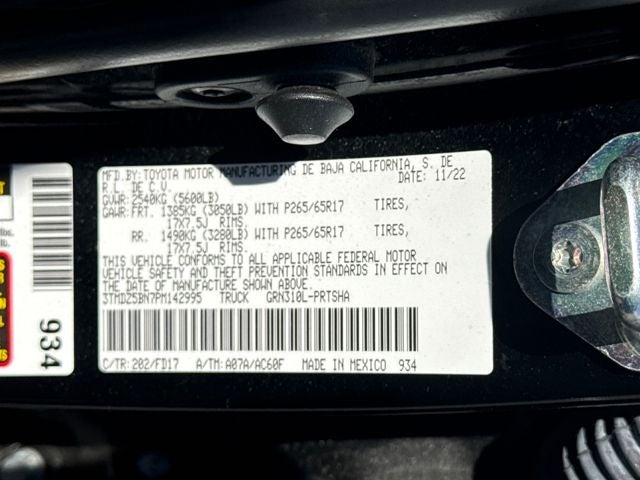 MFD.BY:TOYOTA MOTOR MANUFACTURING DE BAJA CALIFORNIA, S. DE
R.L. DE C.V. DATE: 11/22
GVWR: 2540KG (5600LB)
GAWR: FRT. 1385KG (3050LB) WITH P265/65R17 TIRES,
17X7.5J RIMS.
RR. 1490KG (3280LB) WITH P265/65R17 TIRES,
17X7.5J RIMS.
THIS VEHICLE CONFORMS TO ALL APPLICABLE FEDERAL MOTOR
VEHICLE SAFETY AND THEFT PREVENTION STANDARDS IN EFFECT ON
THE DATE OF MANUFACTURE SHOWN ABOVE.
3TMDZ5BN7PM142995 TRUCK GRN310L-PRTSHA
C/TR: 202/FD17 A/TM: A07A/AC60F MADE IN MEXICO 934
934